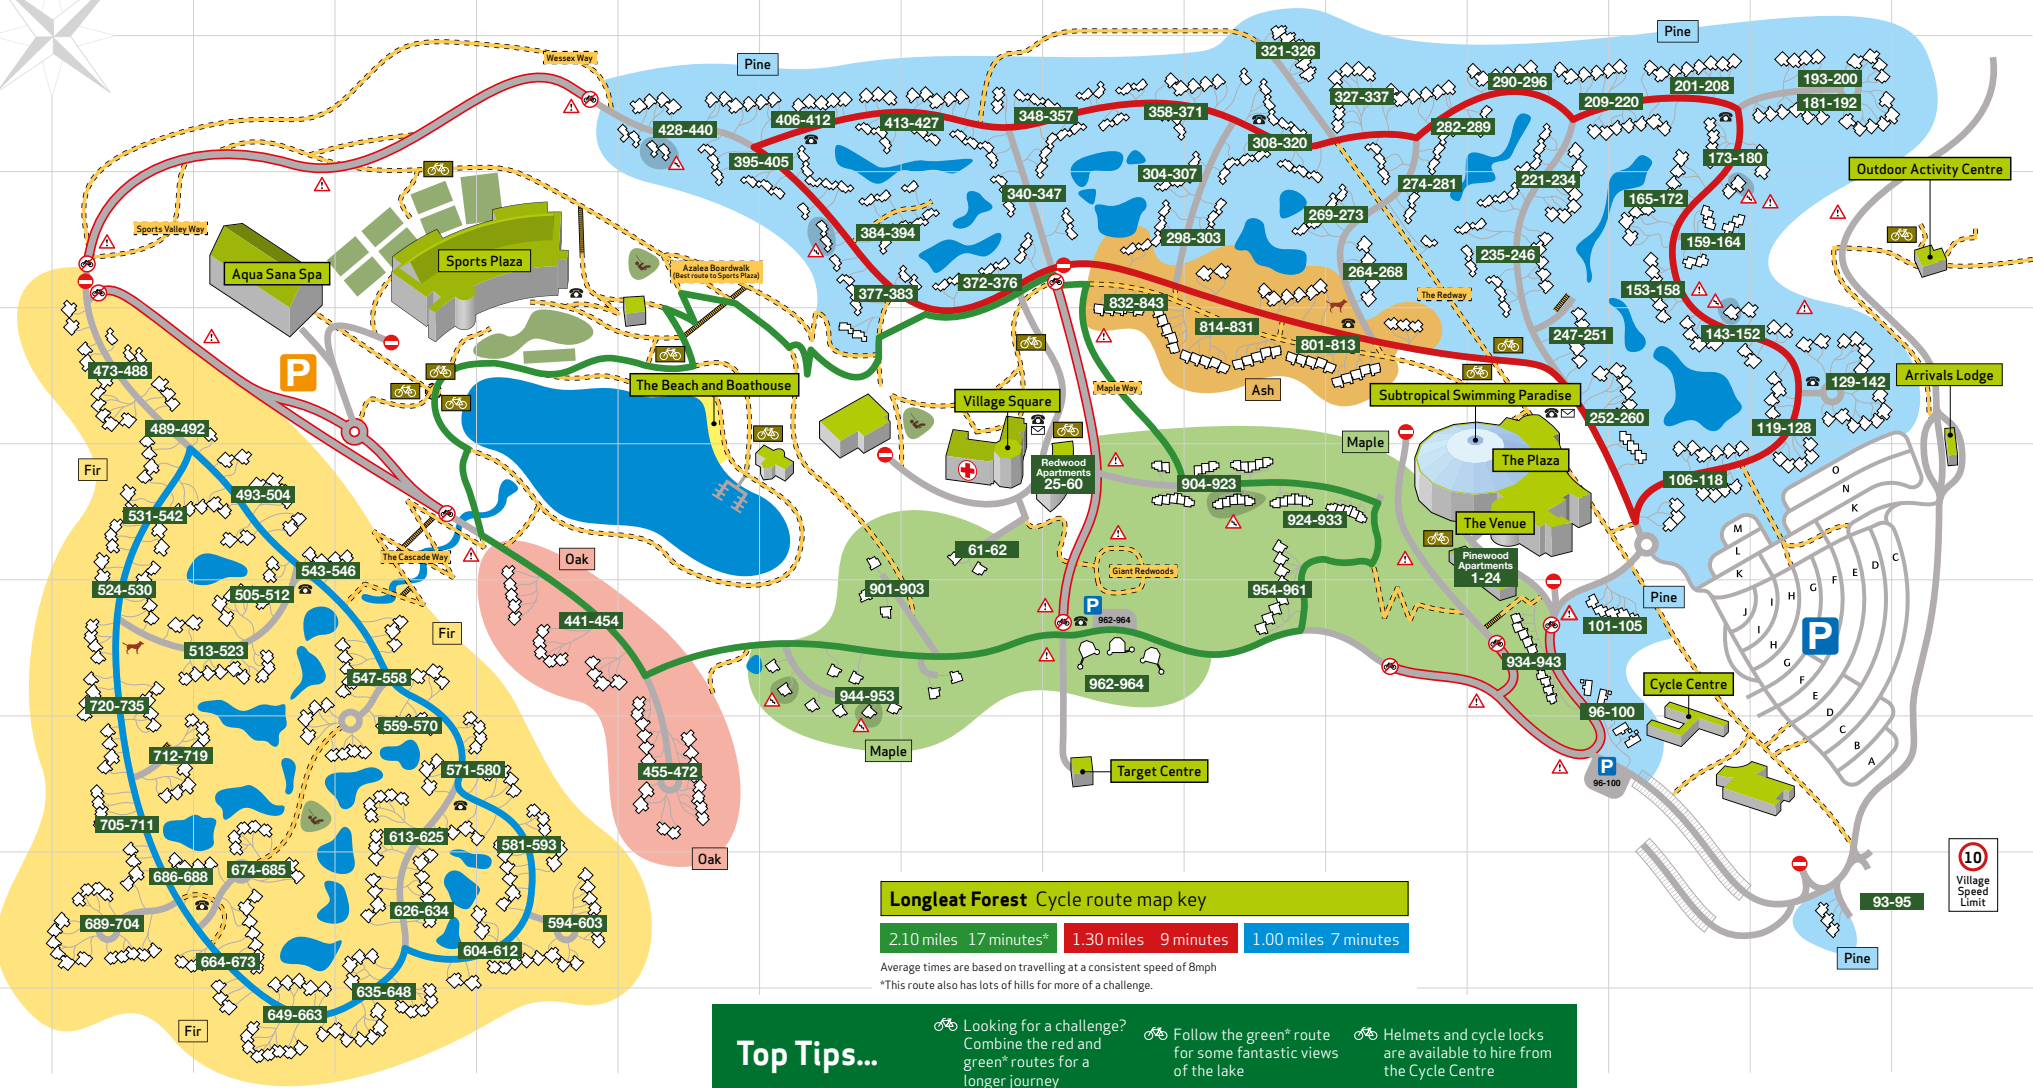 Wessex Way
Pine
Pine
321-326
290-296
201-208
193-200
327-337
209-220
181-192
406-412
413-427
348-357
358-371
428-440
282-289
308-320
395-405
173-180
Outdoor Activity Centre
304-307
274-281
221-234
340-347
165-172
Sports Valley Way
384-394
269-273
298-303
159-164
Sports Plaza
235-246
Aqua Sana Spa
Azalea Boardwalk
(Best route to Sports Plaza)
264-268
372-376
377-383
The Redway
153-158
832-843
814-831
801-813
247-251
143-152
P
473-488
The Beach and Boathouse
Maple Way
Ash
Subtropical Swimming Paradise
129-142
Arrivals Lodge
Village Square
252-260
489-492
119-128
Maple
Fir
The Plaza
Redwood
Apartments
25-60
904-923
106-118
O
N
K
493-504
531-542
924-933
The Venue
M
L
K
The Cascade Way
Oak
61-62
Giant Redwoods
Pinewood
Apartments
1-24
543-546
524-530
505-512
901-903
954-961
Pine
G
F
E
D
C
J
I
H
441-454
P
962-964
101-105
Fir
513-523
I
H
G
F
E
D
C
B
A
P
934-943
547-558
962-964
Cycle Centre
720-735
944-953
96-100
559-570
Maple
712-719
571-580
455-472
Target Centre
P
96-100
705-711
613-625
581-593
Oak
674-685
686-688
10
Village
Speed
Limit
626-634
689-704
594-603
93-95
604-612
664-673
Pine
635-648
649-663
Fir
Longleat Forest Cycle route map key
2.10 miles 17 minutes*
1.30 miles 9 minutes
1.00 miles 7 minutes
Average times are based on travelling at a consistent speed of 8mph
*This route also has lots of hills for more of a challenge.
Top Tips...
Looking for a challenge?
Combine the red and
green* routes for a
longer journey
Follow the green* route
for some fantastic views
of the lake
Helmets and cycle locks
are available to hire from
the Cycle Centre